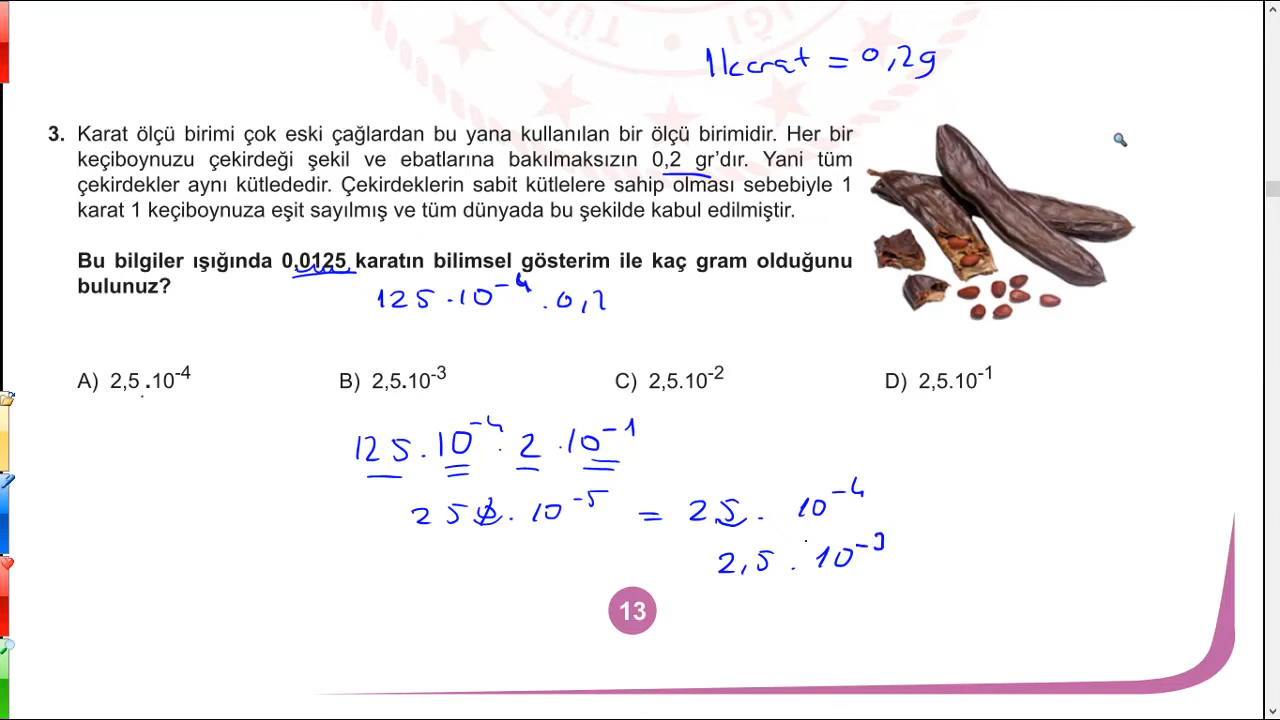 TÜR
İĞİ
1 karat = 0,2g
3. Karat ölçü birimi çok eski çağlardan bu yana kullanılan bir ölçü birimidir. Her bir
keçiboynuzu çekirdeği şekil ve ebatlarına bakılmaksızın 0,2 gr'dır. Yani tüm
çekirdekler aynı kütlededir. Çekirdeklerin sabit kütlelere sahip olması sebebiyle 1
karat 1 keçiboynuza eşit sayılmış ve tüm dünyada bu şekilde kabul edilmiştir.
Bu bilgiler ışığında 0,0125 karatın bilimsel gösterim ile kaç gram olduğunu
bulunuz?
125 . 10⁻⁴ . 0,2
A) 2,5 .10⁻⁴ B) 2,5.10⁻³ C) 2,5.10⁻² D) 2,5.10⁻¹
125 . 10⁻⁴ . 2 . 10⁻¹
250 . 10⁻⁵ = 25 . 10⁻⁴
2,5 . 10⁻³
13